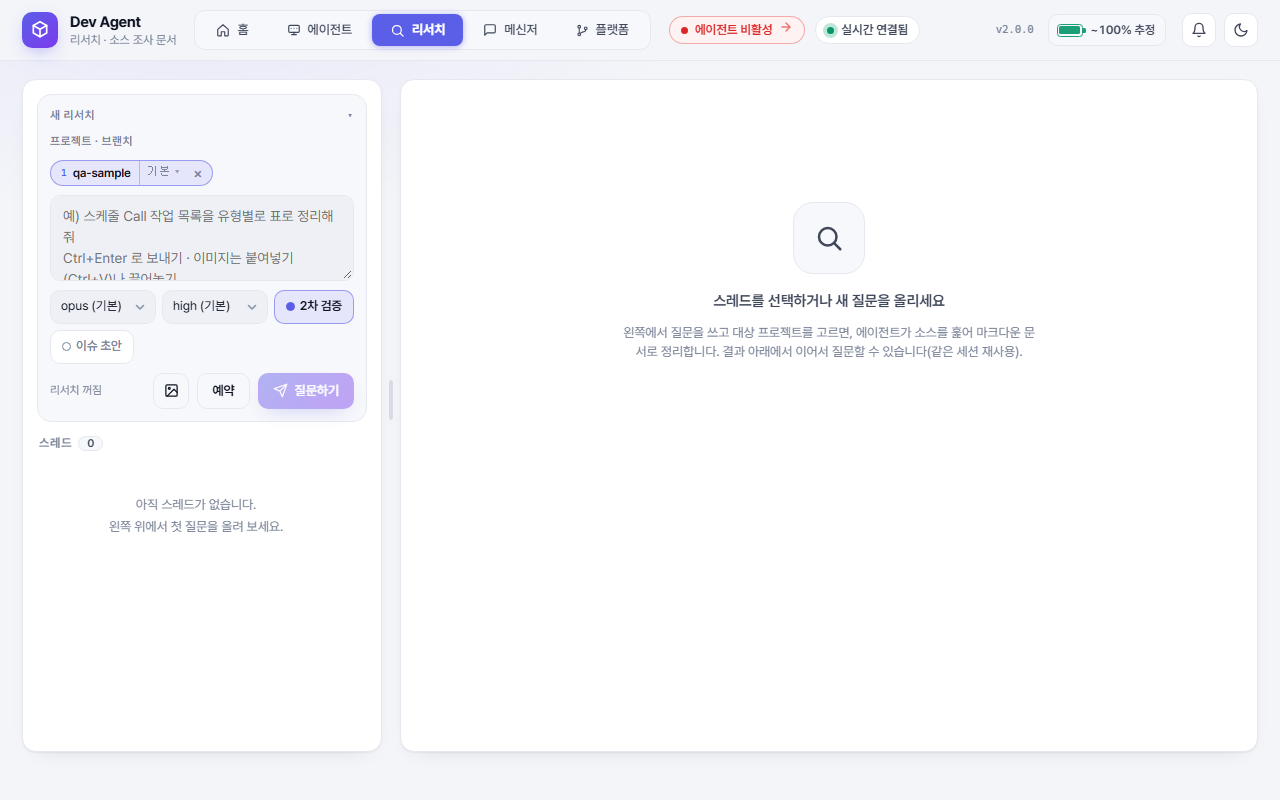 Dev Agent
리서치 · 소스 조사 문서
홈
에이전트
리서치
메신저
플랫폼
에이전트 비활성 →
실시간 연결됨
v2.0.0
~100% 추정
새 리서치
프로젝트 · 브랜치
1 qa-sample 기본 ×
예) 스케줄 Call 작업 목록을 유형별로 표로 정리해
줘
Ctrl+Enter 로 보내기 · 이미지는 붙여넣기
(Ctrl+V)나 끌어놓기
opus (기본)
high (기본)
2차 검증
이슈 초안
리서치 꺼짐
예약
질문하기
스레드 0
아직 스레드가 없습니다.
왼쪽 위에서 첫 질문을 올려 보세요.
스레드를 선택하거나 새 질문을 올리세요
왼쪽에서 질문을 쓰고 대상 프로젝트를 고르면, 에이전트가 소스를 훑어 마크다운 문
서로 정리합니다. 결과 아래에서 이어서 질문할 수 있습니다(같은 세션 재사용).